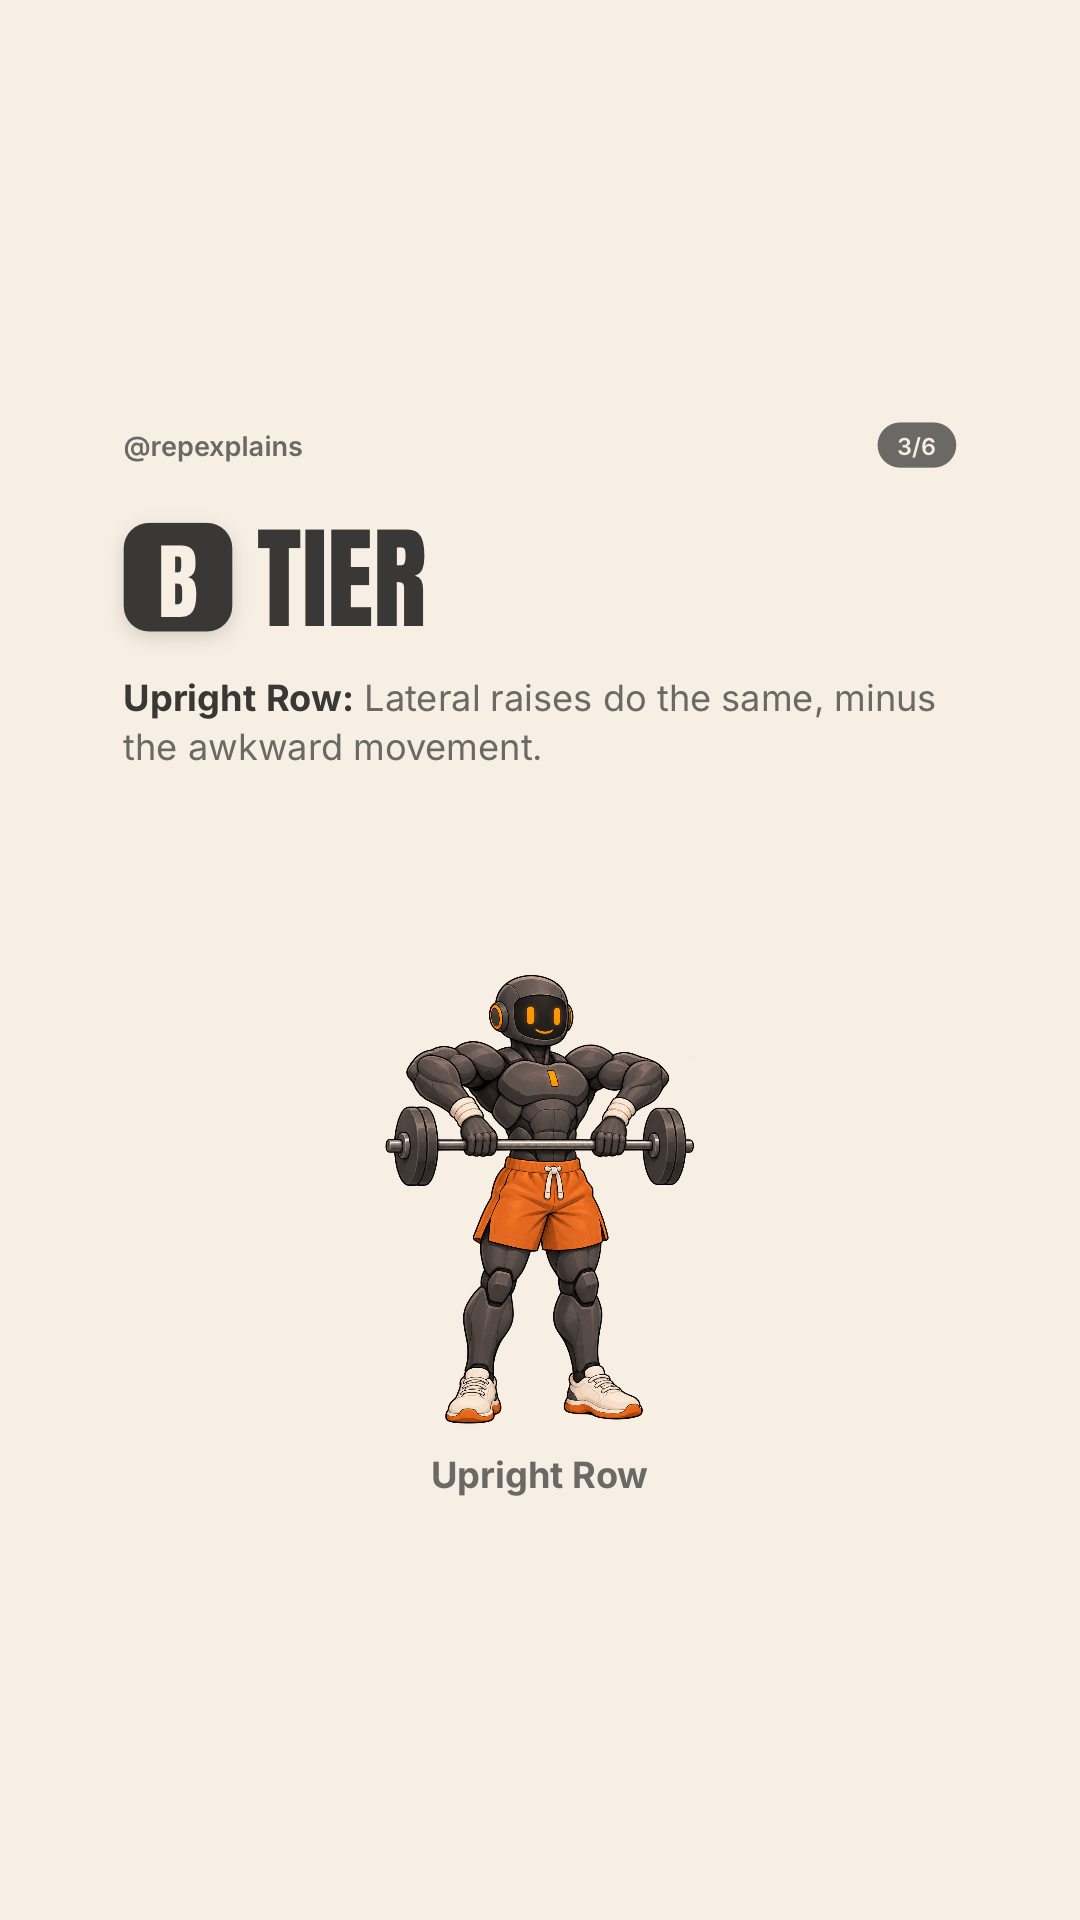 @repexplains
3/6
B TIER
Upright Row: Lateral raises do the same, minus
the awkward movement.
Upright Row